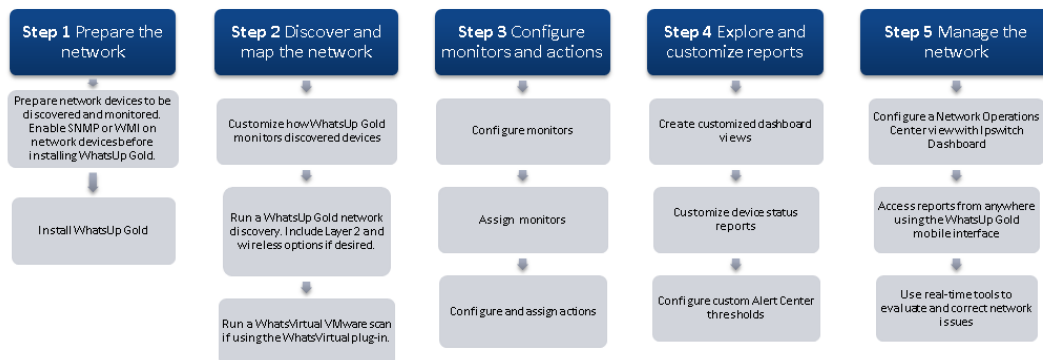 Step 1 Prepare the
network
Prepare network devices to be
discovered and monitored.
Enable SNMP or WMI on
network devices before
installing WhatsUp Gold.
Install WhatsUp Gold
Step 2 Discover and
map the network
Customize how WhatsUp Gold
monitors discovered devices
Run a WhatsUp Gold network
discovery. Include Layer 2 and
wireless options if desired.
Run a WhatsVirtual VMware scan
if using the WhatsVirtual plug-in.
Step 3 Configure
monitors and actions
Configure monitors
Assign monitors
Configure and assign actions
Step 4 Explore and
customize reports
Create customized dashboard
views
Customize device status
reports
Configure custom Alert Center
thresholds
Step 5 Manage the
network
Configure a Network Operations
Center view with Ipswitch
Dashboard
Access reports from anywhere
using the WhatsUp Gold
mobile interface
Use real-time tools to
evaluate and correct network
issues